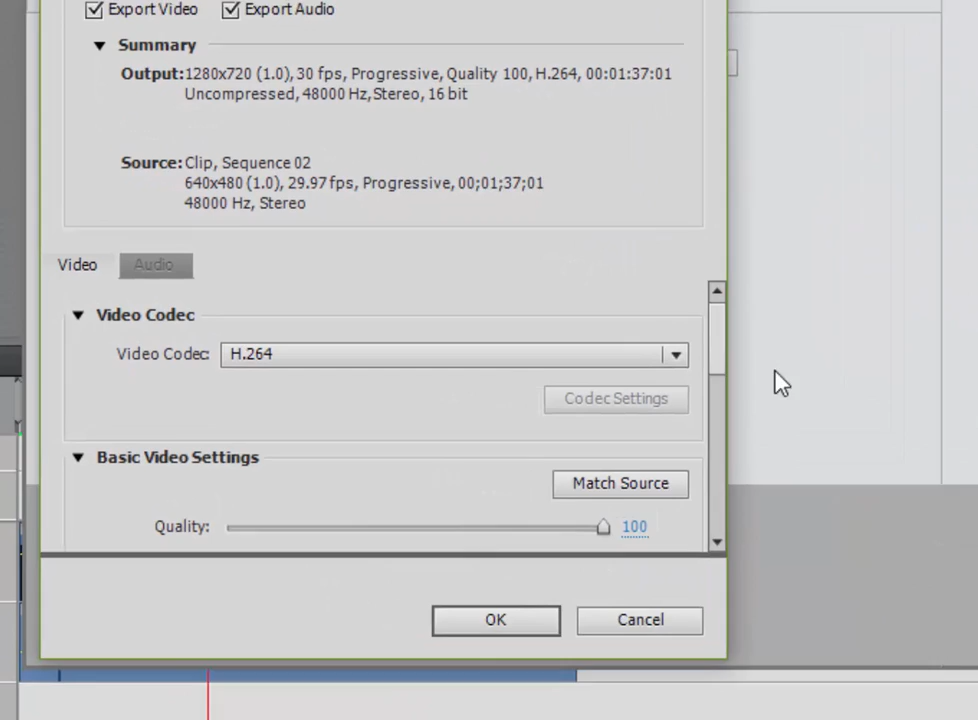 Export Video Export Audio
Summary
Output: 1280x720 (1.0), 30 fps, Progressive, Quality 100, H.264, 00:01:37:01
Uncompressed, 48000 Hz,Stereo, 16 bit
Source: Clip, Sequence 02
640x480 (1.0), 29.97 fps, Progressive, 00;01;37;01
48000 Hz, Stereo
Video Audio
Video Codec
Video Codec: H.264
Codec Settings
Basic Video Settings
Match Source
Quality: 100
OK Cancel